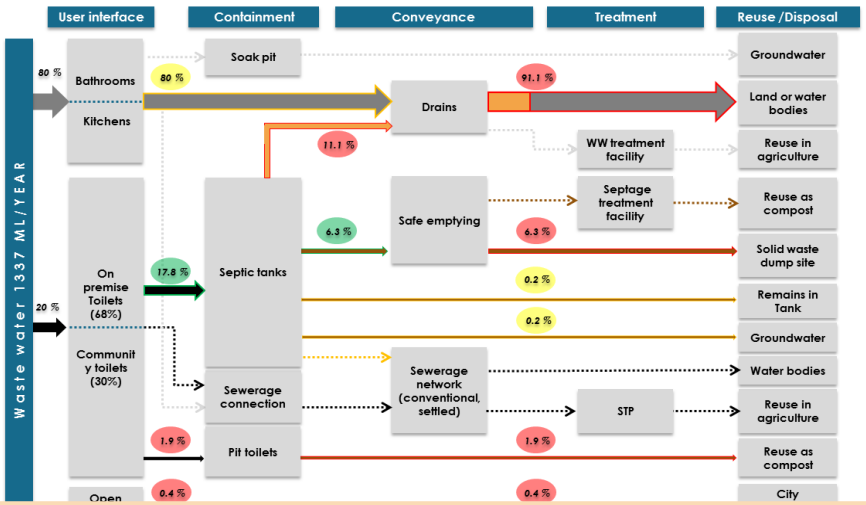 User interface
Containment
Conveyance
Treatment
Reuse /Disposal
Waste water 1337 ML/YEAR
80 %
Bathrooms
Kitchens
80 %
Soak pit
Groundwater
Drains
91.1 %
Land or water
bodies
11.1 %
WW treatment
facility
Reuse in
agriculture
Septage
treatment
facility
Reuse as
compost
Safe emptying
6.3 %
6.3 %
Solid waste
dump site
20 %
On
premise
Toilets
(68%)
Communit
y toilets
(30%)
17.8 %
Septic tanks
0.2 %
Remains in
Tank
0.2 %
Groundwater
Sewerage
connection
Sewerage
network
(conventional,
settled)
Water bodies
STP
Reuse in
agriculture
1.9 %
Pit toilets
1.9 %
Reuse as
compost
Open
0.4 %
0.4 %
City